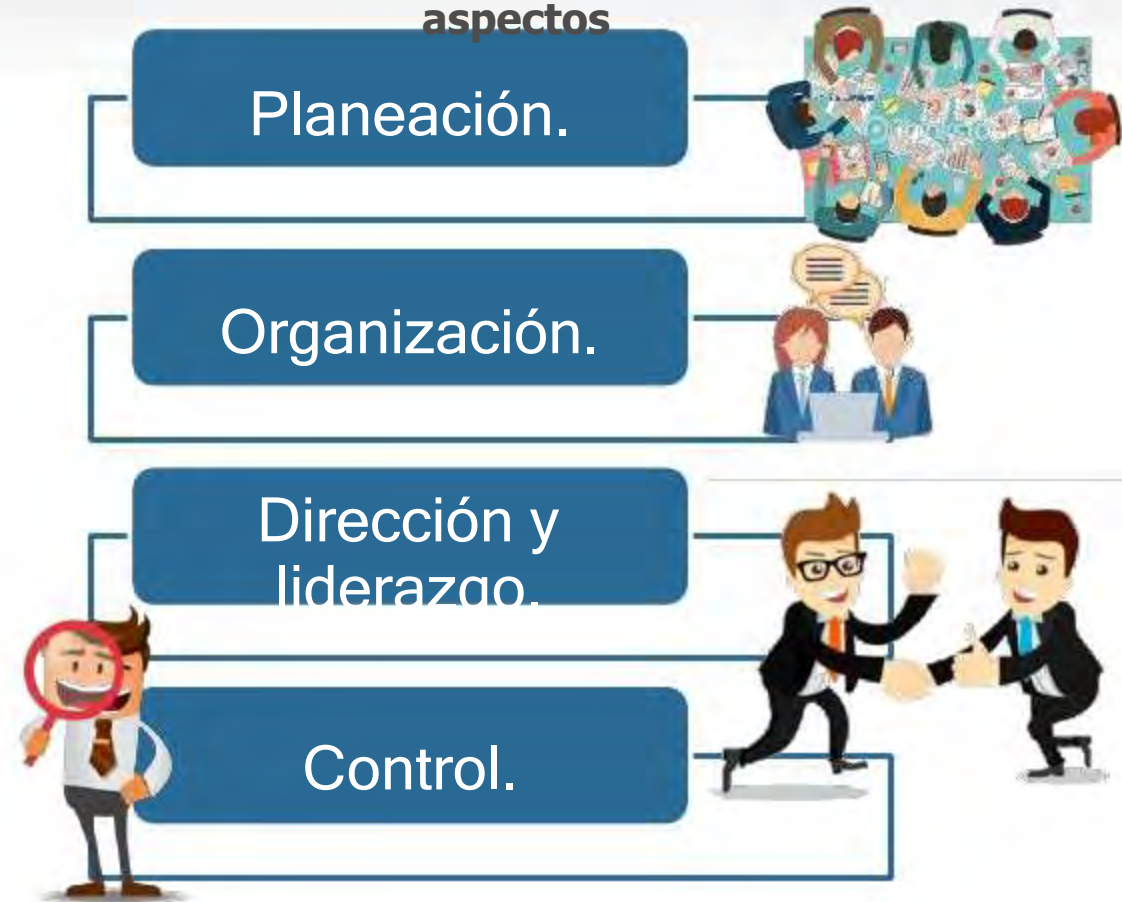 aspectos
Planeación.
Organización.
Dirección y
liderazgo.
Control.